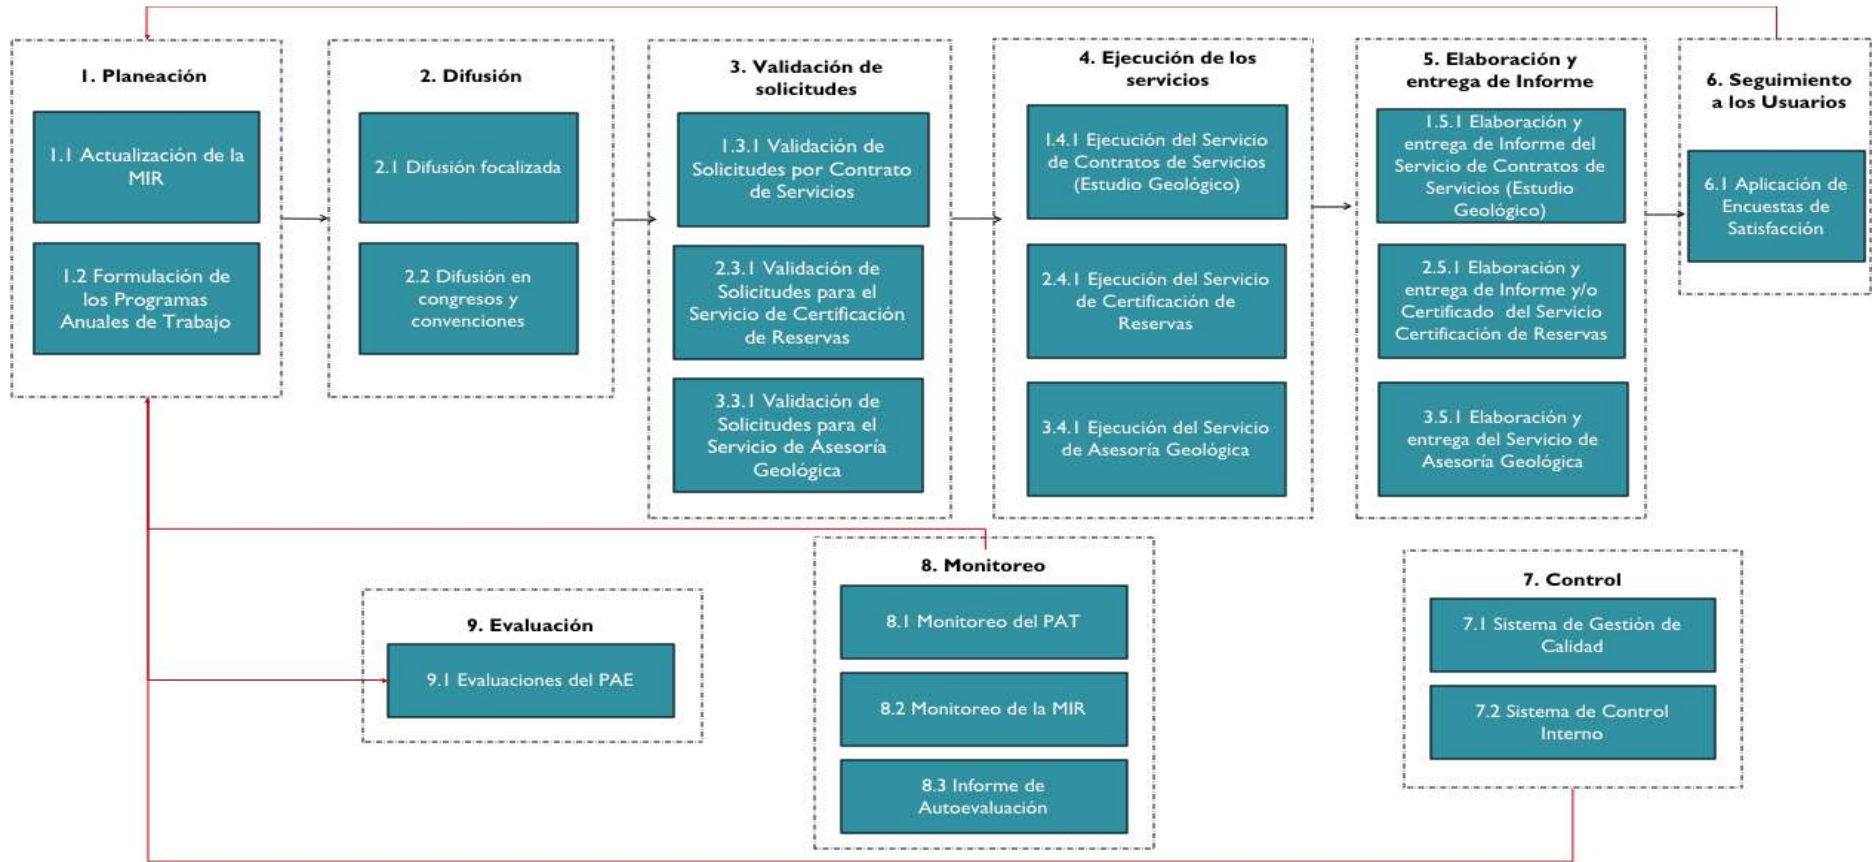 1. Planeación
1.1 Actualización de la
MIR
1.2 Formulación de
los Programas
Anuales de Trabajo
2. Difusión
2.1 Difusión focalizada
2.2 Difusión en
congresos y
convenciones
3. Validación de
solicitudes
1.3.1 Validación de
Solicitudes por Contrato
de Servicios
2.3.1 Validación de
Solicitudes para el
Servicio de Certificación
de Reservas
3.3.1 Validación de
Solicitudes para el
Servicio de Asesoría
Geológica
4. Ejecución de los
servicios
1.4.1 Ejecución del Servicio
de Contratos de Servicios
(Estudio Geológico)
2.4.1 Ejecución del Servicio
de Certificación de
Reservas
3.4.1 Ejecución del Servicio
de Asesoría Geológica
5. Elaboración y
entrega de Informe
1.5.1 Elaboración y
entrega de Informe del
Servicio de Contratos de
Servicios (Estudio
Geológico)
2.5.1 Elaboración y
entrega de Informe y/o
Certificado del Servicio
Certificación de Reservas
3.5.1 Elaboración y
entrega del Servicio de
Asesoría Geológica
6. Seguimiento
a los Usuarios
6.1 Aplicación de
Encuestas de
Satisfacción
9. Evaluación
9.1 Evaluaciones del PAE
8. Monitoreo
8.1 Monitoreo del PAT
8.2 Monitoreo de la MIR
8.3 Informe de
Autoevaluación
7. Control
7.1 Sistema de Gestión de
Calidad
7.2 Sistema de Control
Interno